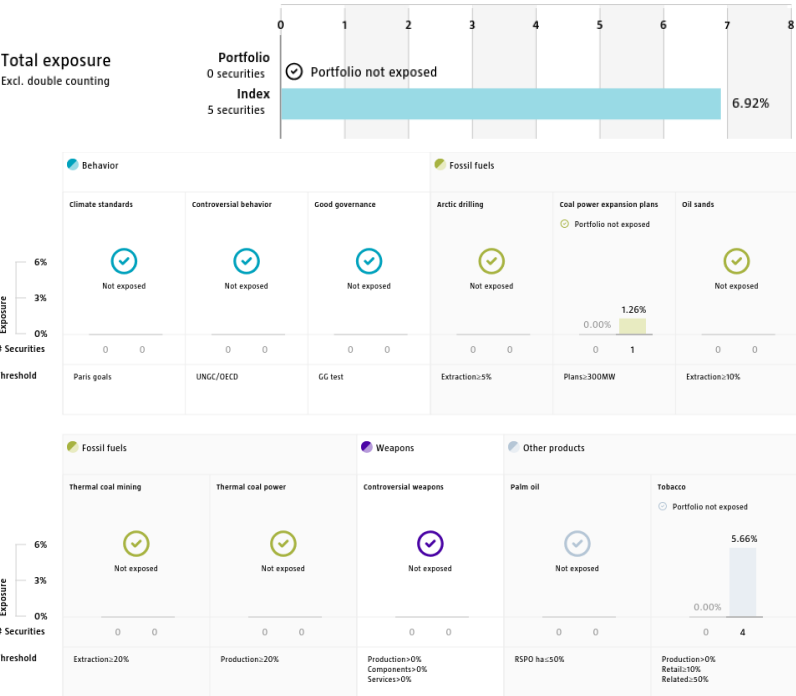 0 1 2 3 4 5 6 7 8
Total exposure
Excl. double counting
Portfolio
0 securities
Portfolio not exposed
Index
5 securities
6.92%
Behavior
Fossil fuels
Climate standards
Controversial behavior
Good governance
Arctic drilling
Coal power expansion plans
Oil sands
Portfolio not exposed
Not exposed
Not exposed
Not exposed
Not exposed
Not exposed
6%
3%
0%
Exposure
0.00%
1.26%
# Securities
0 0
0 0
0 0
0 0
0 1
0 0
hreshold
Paris goals
UNGC/OECD
GG test
Extraction≥5%
Plans≥300MW
Extraction≥10%
Fossil fuels
Weapons
Other products
Thermal coal mining
Thermal coal power
Controversial weapons
Palm oil
Tobacco
Portfolio not exposed
Not exposed
Not exposed
Not exposed
Not exposed
6%
3%
0%
Exposure
0.00%
5.66%
# Securities
0 0
0 0
0 0
0 0
0 4
hreshold
Extraction≥20%
Production≥20%
Production>0%
Components>0%
Services>0%
RSPO ha≤50%
Production>0%
Retail≥10%
Related≥50%